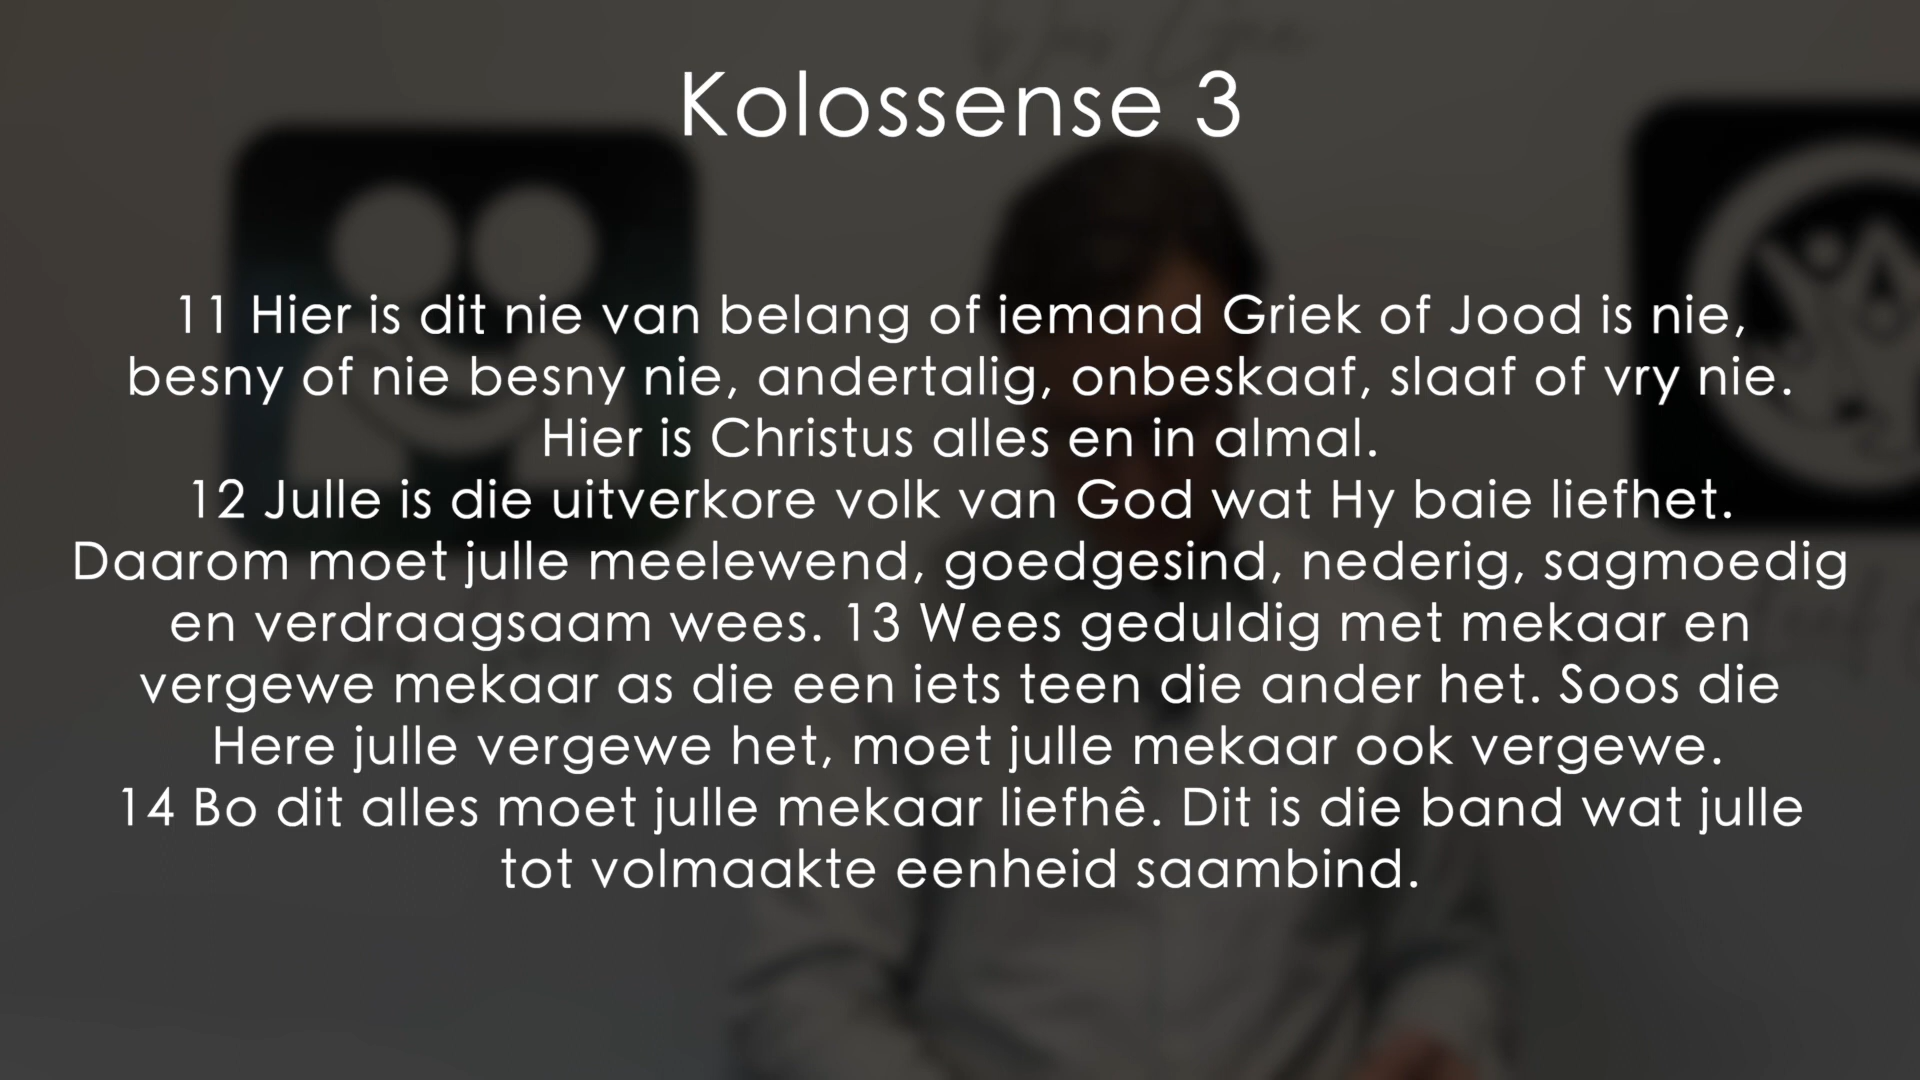 Kolossense 3
11 Hier is dit nie van belang of iemand Griek of Jood is nie,
besny of nie besny nie, andertalig, onbeskaaf, slaaf of vry nie.
Hier is Christus alles en in almal.
12 Julle is die uitverkore volk van God wat Hy baie liefhet.
Daarom moet julle meelewend, goedgesind, nederig, sagmoedig
en verdraagsaam wees. 13 Wees geduldig met mekaar en
vergewe mekaar as die een iets teen die ander het. Soos die
Here julle vergewe het, moet julle mekaar ook vergewe.
14 Bo dit alles moet julle mekaar liefhê. Dit is die band wat julle
tot volmaakte eenheid saambind.